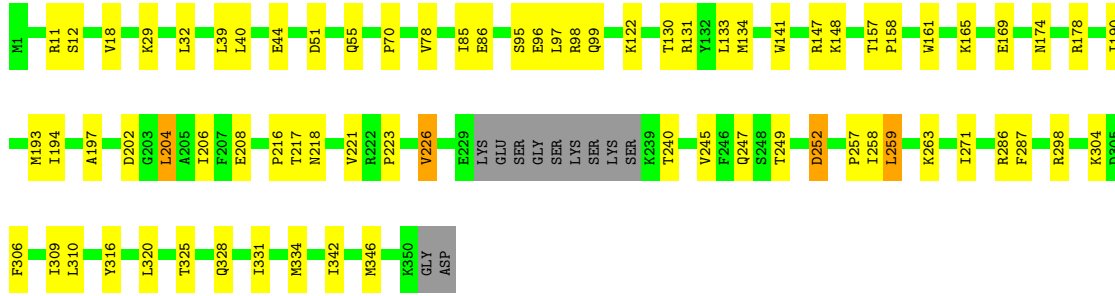 M1 R11 S12 V18 K29 L32 L39 L40 E44 D51 Q55 P70 V78 I85 E86 S95 E96 L97 R98 Q99 K122 T130 R131 Y132 L133 M134 W141 R147 K148 T157 P158 W161 K165 E169 N174 R178 I190
M193 I194 A197 D202 G203 L204 A205 I206 F207 E208 P216 T217 N218 V221 R222 P223 V226 E229 LYS GLU SER GLY SER LYS SER LYS SER K239 T240 V245 F246 Q247 S248 T249 D252 P257 I258 L259 K263 I271 R286 F287 R298 K304 D305
F306 I309 L310 Y316 L320 T325 Q328 I331 M334 I342 M346 K350 GLY ASP